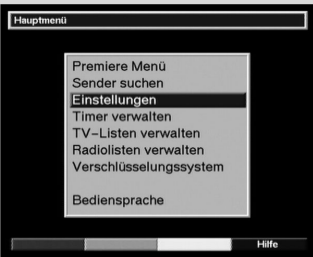 Hauptmenü
Premiere Menü
Sender suchen
Einstellungen
Timer verwalten
TV-Listen verwalten
Radiolisten verwalten
Verschlüsselungssystem
Bediensprache
Hilfe